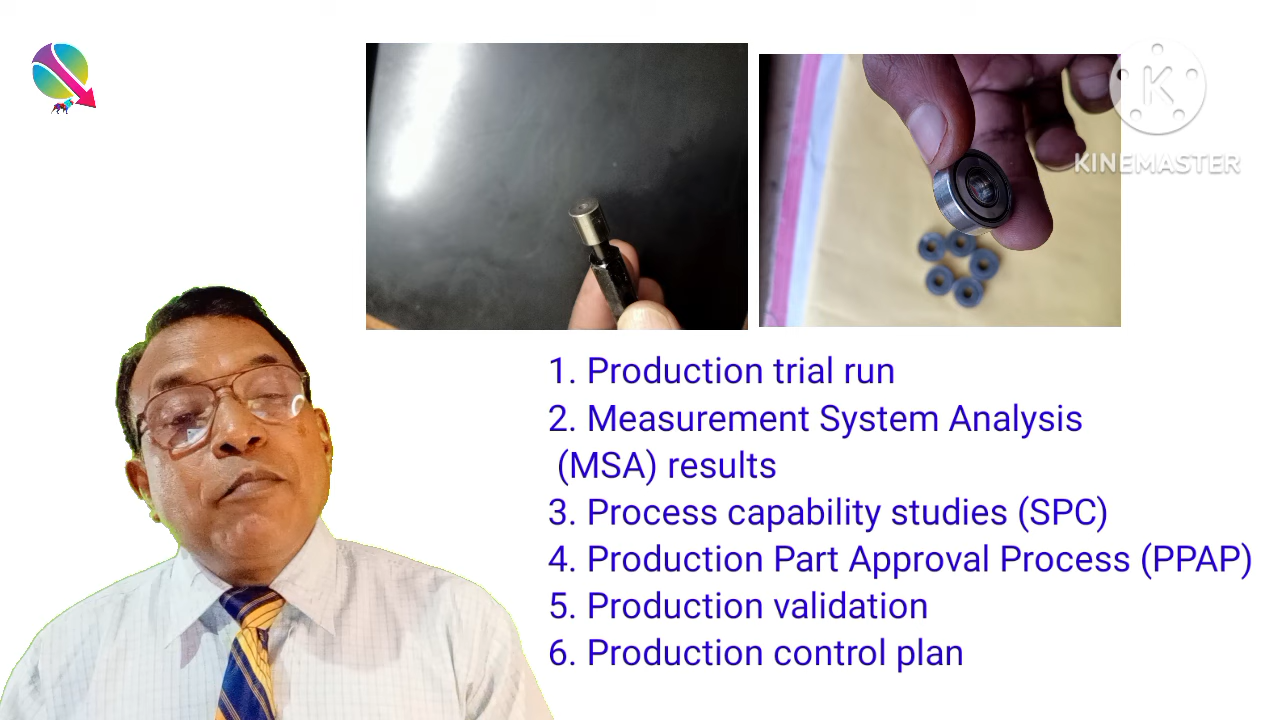 K
KINEMASTER
1. Production trial run
2. Measurement System Analysis
(MSA) results
3. Process capability studies (SPC)
4. Production Part Approval Process (PPAP)
5. Production validation
6. Production control plan